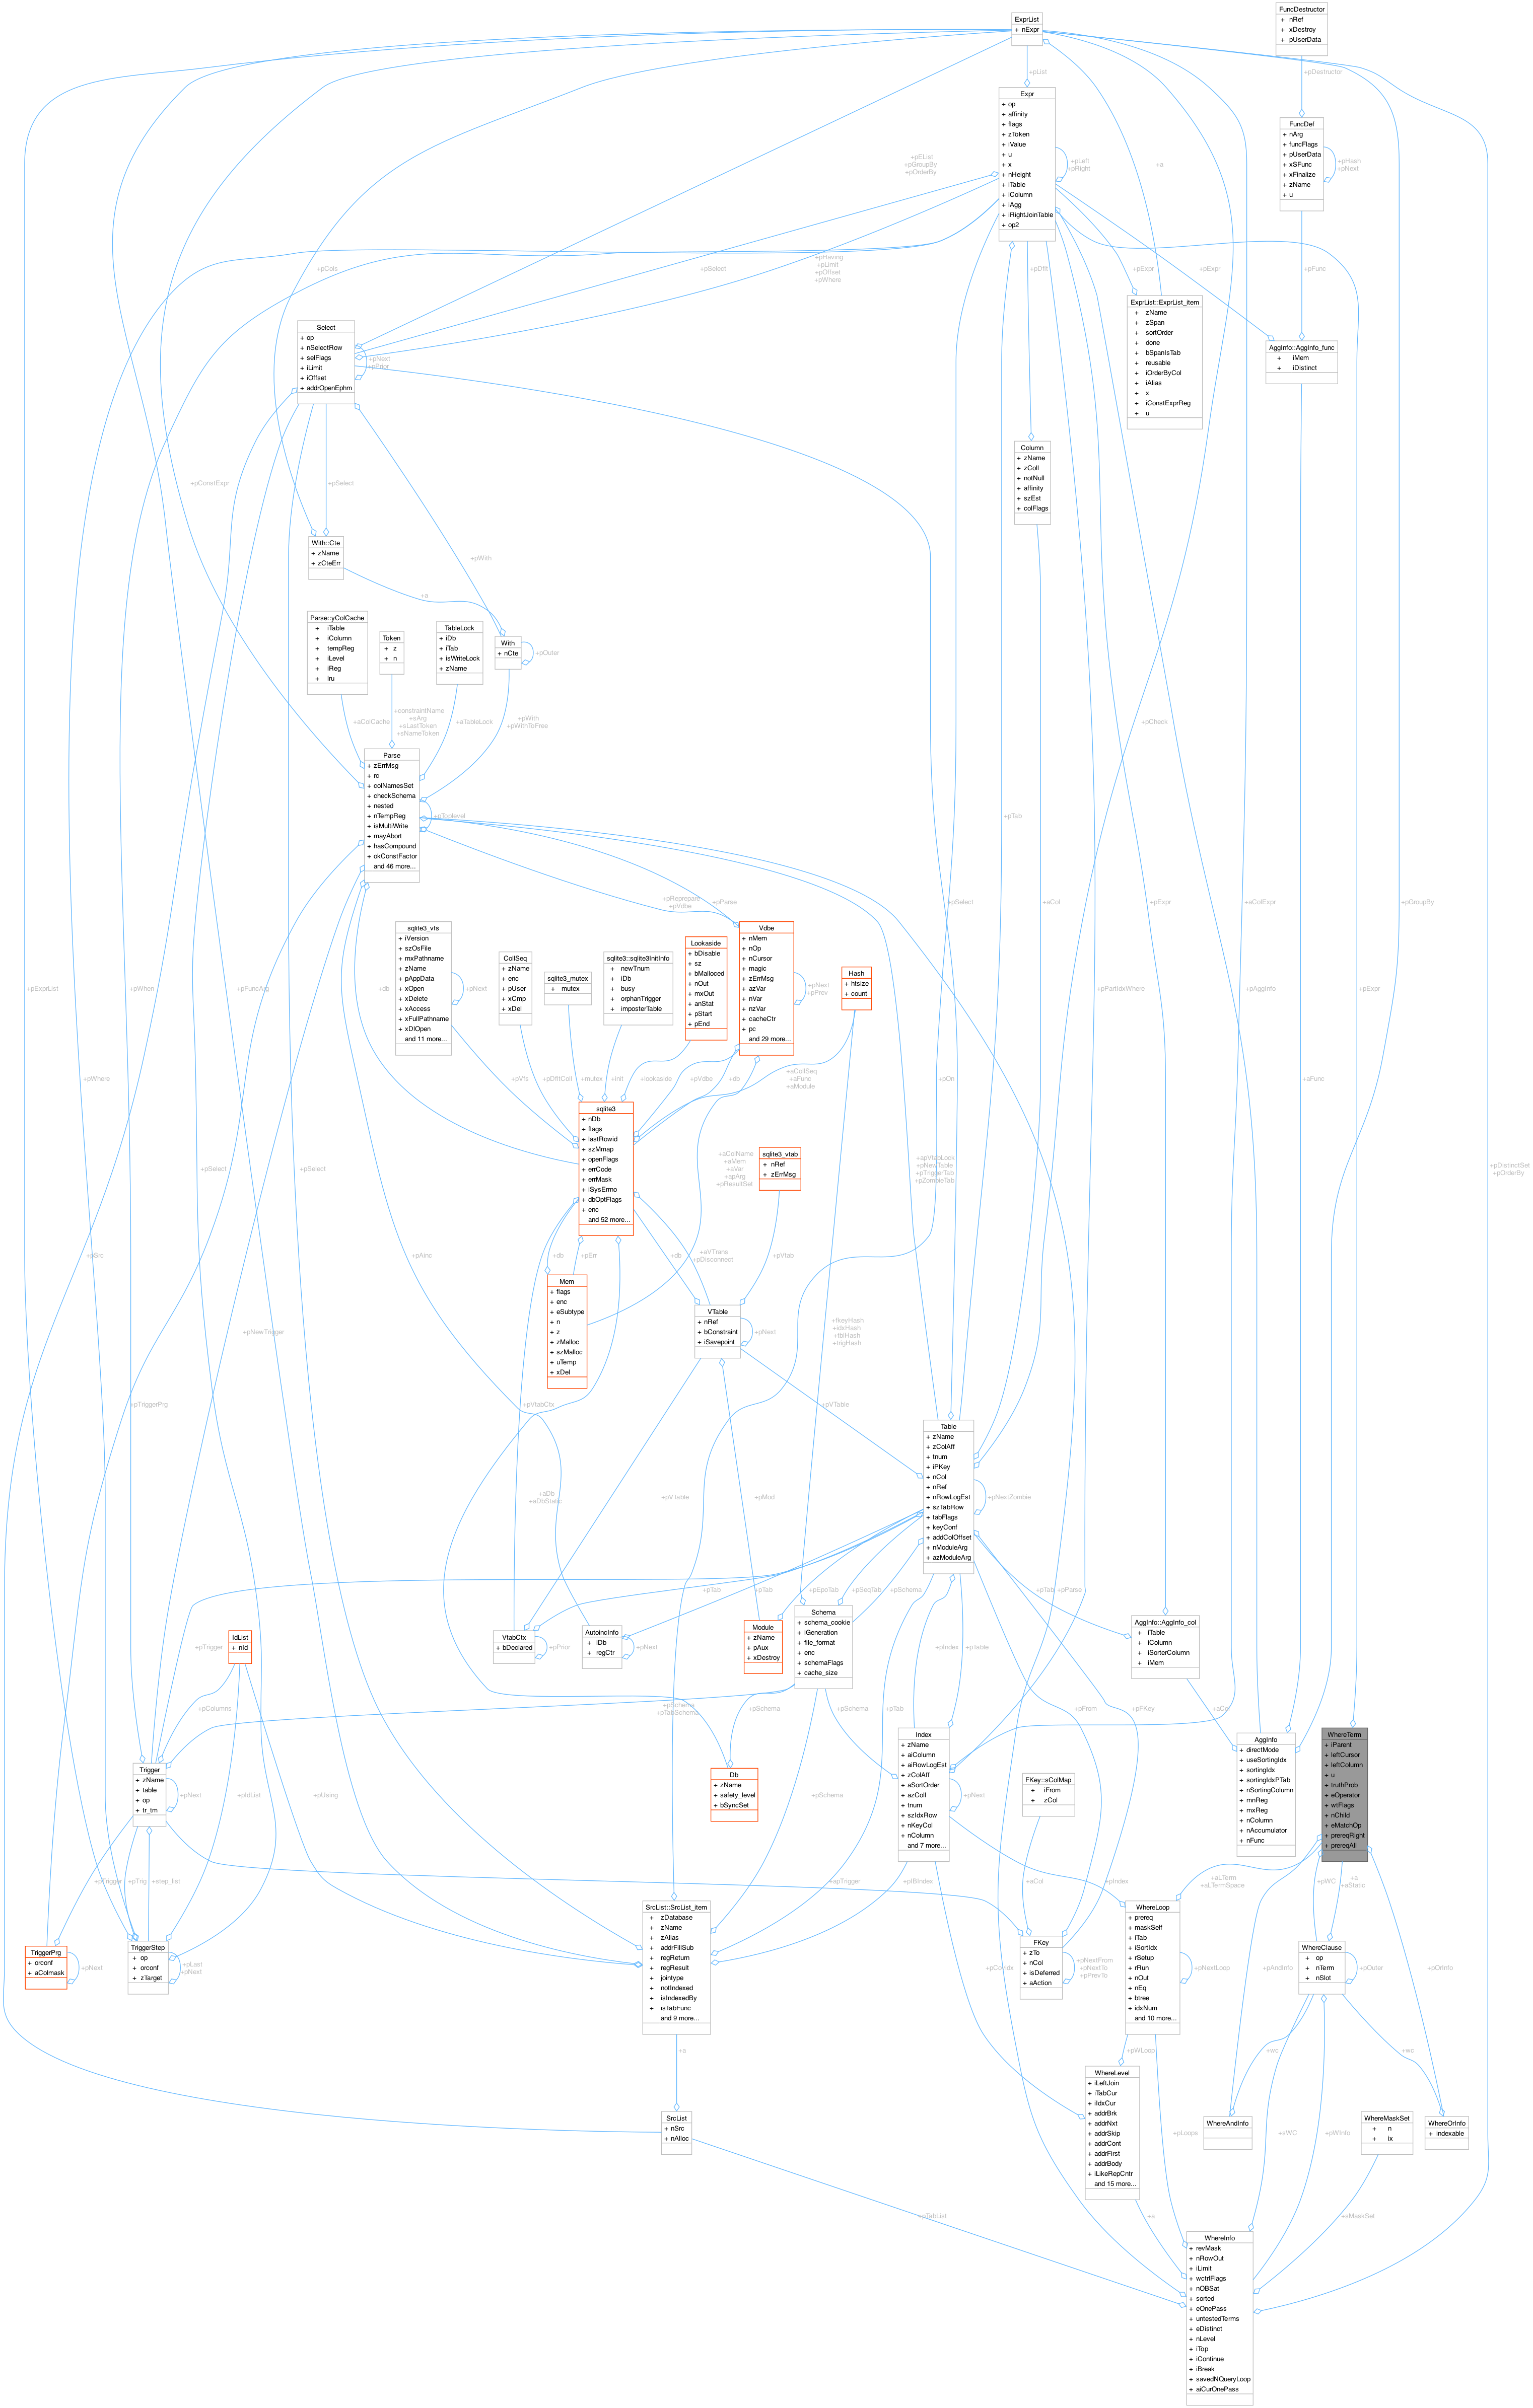 FuncDestructor
+ nRef
+ xDestroy
+ pUserData
ExprList
+ nExpr
+pList
+pDestructor
Expr
+ op
+ affinity
+ flags
+ zToken
+ iValue
+ u
+ x
+ nHeight
+ iTable
+ iColumn
+ iAgg
+ iRightJoinTable
+ op2
FuncDef
+ nArg
+ funcFlags
+ pUserData
+ xSFunc
+ xFinalize
+ zName
+ u
+pHash
+pNext
+pEList
+pGroupBy
+pOrderBy
+pLeft
+pRight
+a
+pCols
+pSelect
+pHaving
+pLimit
+pOffset
+pWhere
+pDflt
+pExpr
+pExpr
+pFunc
ExprList::ExprList_item
+ zName
+ zSpan
+ sortOrder
+ done
+ bSpanIsTab
+ reusable
+ iOrderByCol
+ iAlias
+ x
+ iConstExprReg
+ u
Select
+ op
+ nSelectRow
+ selFlags
+ iLimit
+ iOffset
+ addrOpenEphm
+pNext
+pPrior
+pTab
AggInfo::AggInfo_func
+ iMem
+ iDistinct
Column
+ zName
+ zColl
+ notNull
+ affinity
+ szEst
+ colFlags
+pConstExpr
+pSelect
With::Cte
+ zName
+ zCteErr
+pWith
+a
Parse::yColCache
+ iTable
+ iColumn
+ tempReg
+ iLevel
+ iReg
+ lru
Token
+ z
+ n
TableLock
+ iDb
+ iTab
+ isWriteLock
+ zName
With
+ nCte
+pOuter
+pCheck
+aColCache
+constraintName
+sArg
+sLastToken
+sNameToken
+aTableLock
+pWith
+pWithToFree
Parse
+ zErrMsg
+ rc
+ colNamesSet
+ checkSchema
+ nested
+ nTempReg
+ isMultiWrite
+ mayAbort
+ hasCompound
+ okConstFactor
and 46 more...
+pToplevel
+pReprepare
+pVdbe
+pParse
+pSelect
+aCol
+pExpr
+aColExpr
+pGroupBy
sqlite3_vfs
+ iVersion
+ szOsFile
+ mxPathname
+ zName
+ pAppData
+ xOpen
+ xDelete
+ xAccess
+ xFullPathname
+ xDlOpen
and 11 more...
+pNext
CollSeq
+ zName
+ enc
+ pUser
+ xCmp
+ xDel
sqlite3_mutex
+ mutex
sqlite3::sqlite3InitInfo
+ newTnum
+ iDb
+ busy
+ orphanTrigger
+ imposterTable
Lookaside
+ bDisable
+ sz
+ bMalloced
+ nOut
+ mxOut
+ anStat
+ pStart
+ pEnd
Vdbe
+ nMem
+ nOp
+ nCursor
+ magic
+ zErrMsg
+ azVar
+ nVar
+ nzVar
+ cacheCtr
+ pc
and 29 more...
+pNext
+pPrev
Hash
+ htsize
+ count
+pExprList
+pWhen
+pFuncArg
+db
+pPartIdxWhere
+pAggInfo
+pExpr
+pWhere
+pVfs
+pDfltColl
+mutex
+init
+lookaside
+pVdbe
+db
+aCollSeq
+aFunc
+aModule
+pOn
+aFunc
sqlite3
+ nDb
+ flags
+ lastRowid
+ szMmap
+ openFlags
+ errCode
+ errMask
+ iSysErrno
+ dbOptFlags
+ enc
and 52 more...
+aColName
+aMem
+aVar
+apArg
+pResultSet
sqlite3_vtab
+ nRef
+ zErrMsg
+apVtabLock
+pNewTable
+pTriggerTab
+pZombieTab
+pDistinctSet
+pOrderBy
+pSelect
+pSelect
+pSrc
+pAinc
+db
+pErr
+db
+aVTrans
+pDisconnect
+pVtab
Mem
+ flags
+ enc
+ eSubtype
+ n
+ z
+ zMalloc
+ szMalloc
+ uTemp
+ xDel
VTable
+ nRef
+ bConstraint
+ iSavepoint
+pNext
+fkeyHash
+idxHash
+tblHash
+trigHash
+pNewTrigger
+pTriggerPrg
+pVtabCtx
+pVTable
Table
+ zName
+ zColAff
+ tnum
+ iPKey
+ nCol
+ nRef
+ nRowLogEst
+ szTabRow
+ tabFlags
+ keyConf
+ addColOffset
+ nModuleArg
+ azModuleArg
+pNextZombie
+aDb
+aDbStatic
+pVTable
+pMod
+pTab
+pTab
+pEpoTab
+pSeqTab
+pSchema
+pTab
+pParse
Schema
+ schema_cookie
+ iGeneration
+ file_format
+ enc
+ schemaFlags
+ cache_size
AggInfo::AggInfo_col
+ iTable
+ iColumn
+ iSorterColumn
+ iMem
IdList
+ nId
VtabCtx
+ bDeclared
+pPrior
AutoincInfo
+ iDb
+ regCtr
+pNext
Module
+ zName
+ pAux
+ xDestroy
+pTrigger
+pIndex
+pTable
+pColumns
+pSchema
+pTabSchema
+pSchema
+pSchema
+pTab
+pFrom
+pFKey
+aCol
Index
+ zName
+ aiColumn
+ aiRowLogEst
+ zColAff
+ aSortOrder
+ azColl
+ tnum
+ szIdxRow
+ nKeyCol
+ nColumn
and 7 more...
+pNext
AggInfo
+ directMode
+ useSortingIdx
+ sortingIdx
+ sortingIdxPTab
+ nSortingColumn
+ mnReg
+ mxReg
+ nColumn
+ nAccumulator
+ nFunc
WhereTerm
+ iParent
+ leftCursor
+ leftColumn
+ u
+ truthProb
+ eOperator
+ wtFlags
+ nChild
+ eMatchOp
+ prereqRight
+ prereqAll
Trigger
+ zName
+ table
+ op
+ tr_tm
+pNext
+pIdList
+pUsing
Db
+ zName
+ safety_level
+ bSyncSet
+pSchema
FKey::sColMap
+ iFrom
+ zCol
+pTrigger
+pTrig
+step_list
+apTrigger
+pIBIndex
+aCol
+pIndex
+aLTerm
+aLTermSpace
+pWC
+a
+aStatic
TriggerPrg
+ orconf
+ aColmask
+pNext
TriggerStep
+ op
+ orconf
+ zTarget
+pLast
+pNext
SrcList::SrcList_item
+ zDatabase
+ zName
+ zAlias
+ addrFillSub
+ regReturn
+ regResult
+ jointype
+ notIndexed
+ isIndexedBy
+ isTabFunc
and 9 more...
FKey
+ zTo
+ nCol
+ isDeferred
+ aAction
+pNextFrom
+pNextTo
+pPrevTo
+pCovidx
WhereLoop
+ prereq
+ maskSelf
+ iTab
+ iSortIdx
+ rSetup
+ rRun
+ nOut
+ nEq
+ btree
+ idxNum
and 10 more...
+pNextLoop
WhereClause
+ op
+ nTerm
+ nSlot
+pOuter
+pAndInfo
+pOrInfo
+a
+pWLoop
+wc
+wc
WhereLevel
+ iLeftJoin
+ iTabCur
+ iIdxCur
+ addrBrk
+ addrNxt
+ addrSkip
+ addrCont
+ addrFirst
+ addrBody
+ iLikeRepCntr
and 15 more...
SrcList
+ nSrc
+ nAlloc
WhereAndInfo
WhereMaskSet
+ n
+ ix
WhereOrInfo
+ indexable
+pLoops
+sWC
+pWInfo
+pTabList
+a
+sMaskSet
WhereInfo
+ revMask
+ nRowOut
+ iLimit
+ wctrlFlags
+ nOBSat
+ sorted
+ eOnePass
+ untestedTerms
+ eDistinct
+ nLevel
+ iTop
+ iContinue
+ iBreak
+ savedNQueryLoop
+ aiCurOnePass